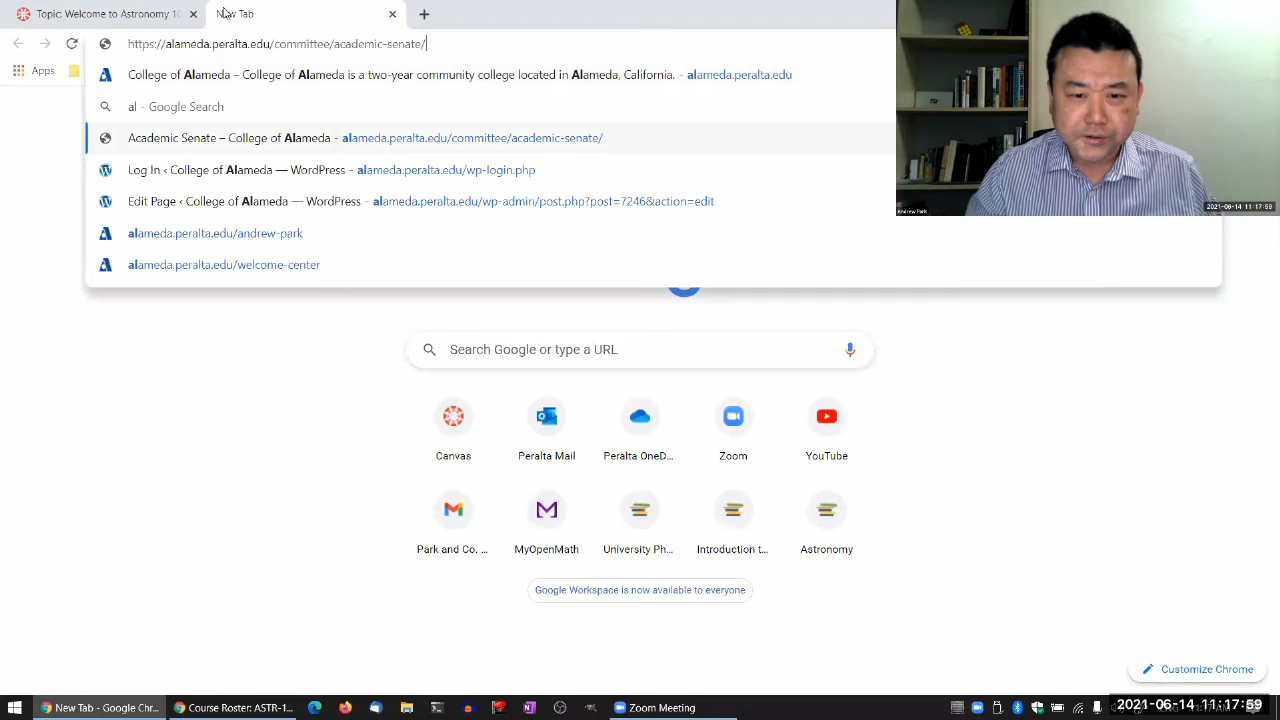 Topic: Welcome to Astronomy 10
New Tab
https://alameda.peralta.edu/committee/academic-senate/
Apps
College of Alameda – College of Alameda is a two-year community college located in Alameda, California. - alameda.peralta.edu
al - Google Search
Academic Senate – College of Alameda - alameda.peralta.edu/committee/academic-senate/
Log In ‹ College of Alameda — WordPress - alameda.peralta.edu/wp-login.php
Edit Page ‹ College of Alameda — WordPress - alameda.peralta.edu/wp-admin/post.php?post=7246&action=edit
alameda.peralta.edu/andrew-park
alameda.peralta.edu/welcome-center
Andrew Park
2021-06-14 11:17:59
Search Google or type a URL
Canvas
Peralta Mail
Peralta OneD...
Zoom
YouTube
Park and Co. ...
MyOpenMath
University Ph...
Introduction t...
Astronomy
Google Workspace is now available to everyone
Customize Chrome
New Tab - Google Chr...
Course Roster: ASTR-1...
Zoom Meeting
2021-06-14 11:17:59